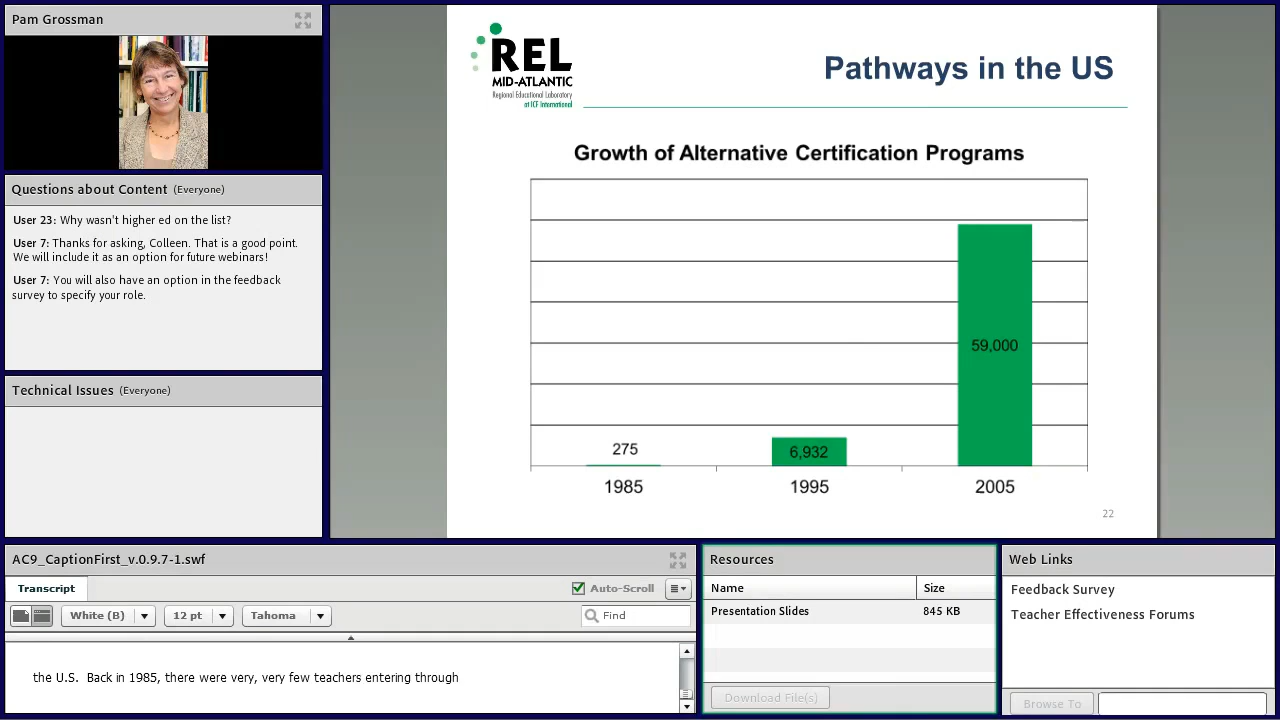 Pam Grossman
Questions about Content (Everyone)
User 23: Why wasn't higher ed on the list?
User 7: Thanks for asking, Colleen. That is a good point.
We will include it as an option for future webinars!
User 7: You will also have an option in the feedback
survey to specify your role.
Technical Issues (Everyone)
REL
MID-ATLANTIC
Regional Educational Laboratory
at ICF International
Pathways in the US
Growth of Alternative Certification Programs
275
6,932
59,000
1985
1995
2005
22
AC9_CaptionFirst_v.0.9.7-1.swf
Transcript
Auto-Scroll
White (B)
12 pt
Tahoma
Find
the U.S. Back in 1985, there were very, very few teachers entering through
Resources
Name Size
Presentation Slides 845 KB
Download File(s)
Web Links
Feedback Survey
Teacher Effectiveness Forums
Browse To